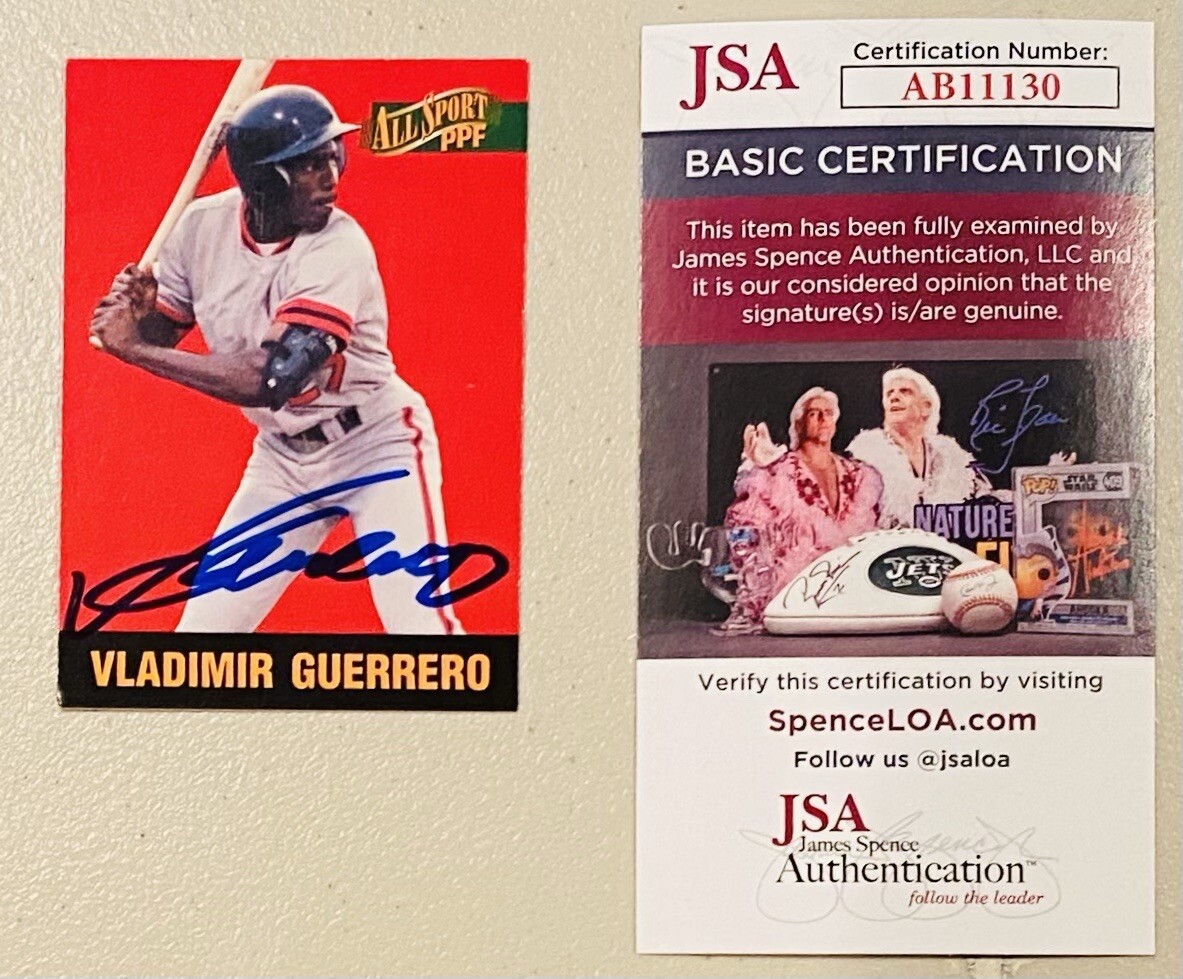 ALL SPORT
PPF
VLADIMIR GUERRERO
JSA
Certification Number:
AB11130
BASIC CERTIFICATION
This item has been fully examined by
James Spence Authentication, LLC and
it is our considered opinion that the
signature(s) is/are genuine.
NATURE
JETS
POP!
STAR
WARS
Verify this certification by visiting
SpenceLOA.com
Follow us @jsaloa
JSA
James Spence
Authentication™
follow the leader